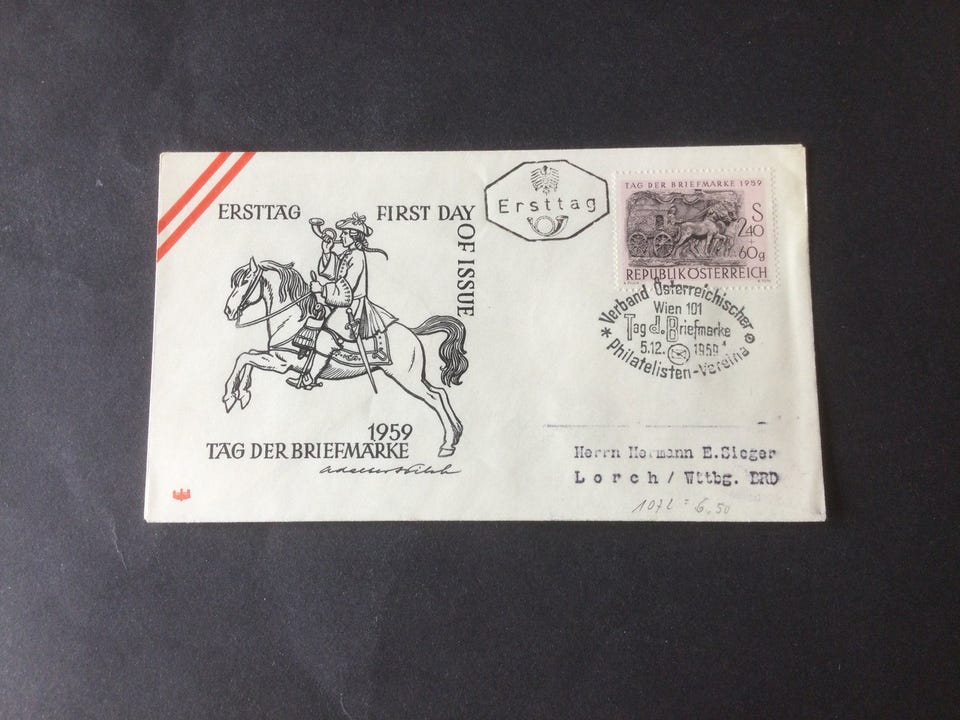 ERSTTAG FIRST DAY OF ISSUE
1959
TAG DER BRIEFMARKE
Ersttag
TAG DER BRIEFMARKE 1959
S
2,40
+
60g
REPUBLIK ÖSTERREICH
* Verband Österreichischer
Wien 101
Tag d. Briefmarke
5.12. 1959
Philatelisten-Vereine
Herrn Hermann E.Sieger
Lorch/Wttbg. BRD
1072 = 6,50